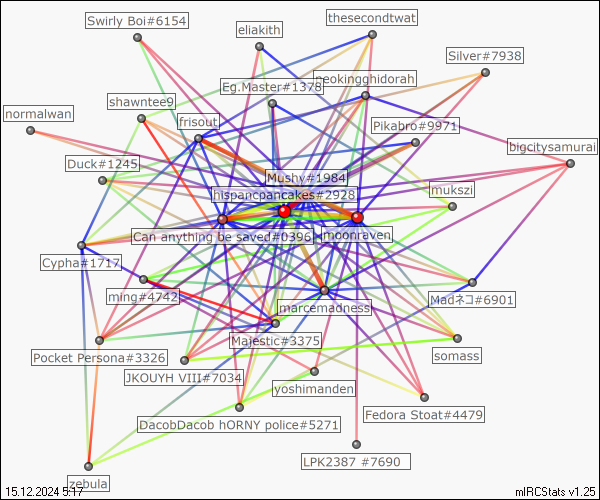 Swirly Boi#6154
thesecondtwat
eliakith
Silver#7938
neokingghidorah
Eg.Master#1378
shawntee9
normalwan
frisout
Pikabro#9971
bigcitysamurai
Duck#1245
Mushy#1984
mukszi
hispancpancakes#2928
Can anything be saved#0396
moonraven
Cypha#1717
ming#4742
Madネコ#6901
marcemadness
Majestic#3375
Pocket Persona#3326
somass
JKOUYH VIII#7034
yoshimanden
Fedora Stoat#4479
DacobDacob hORNY police#5271
LPK2387 #7690
zebula
15.12.2024 5:17
mIRCStats v1.25